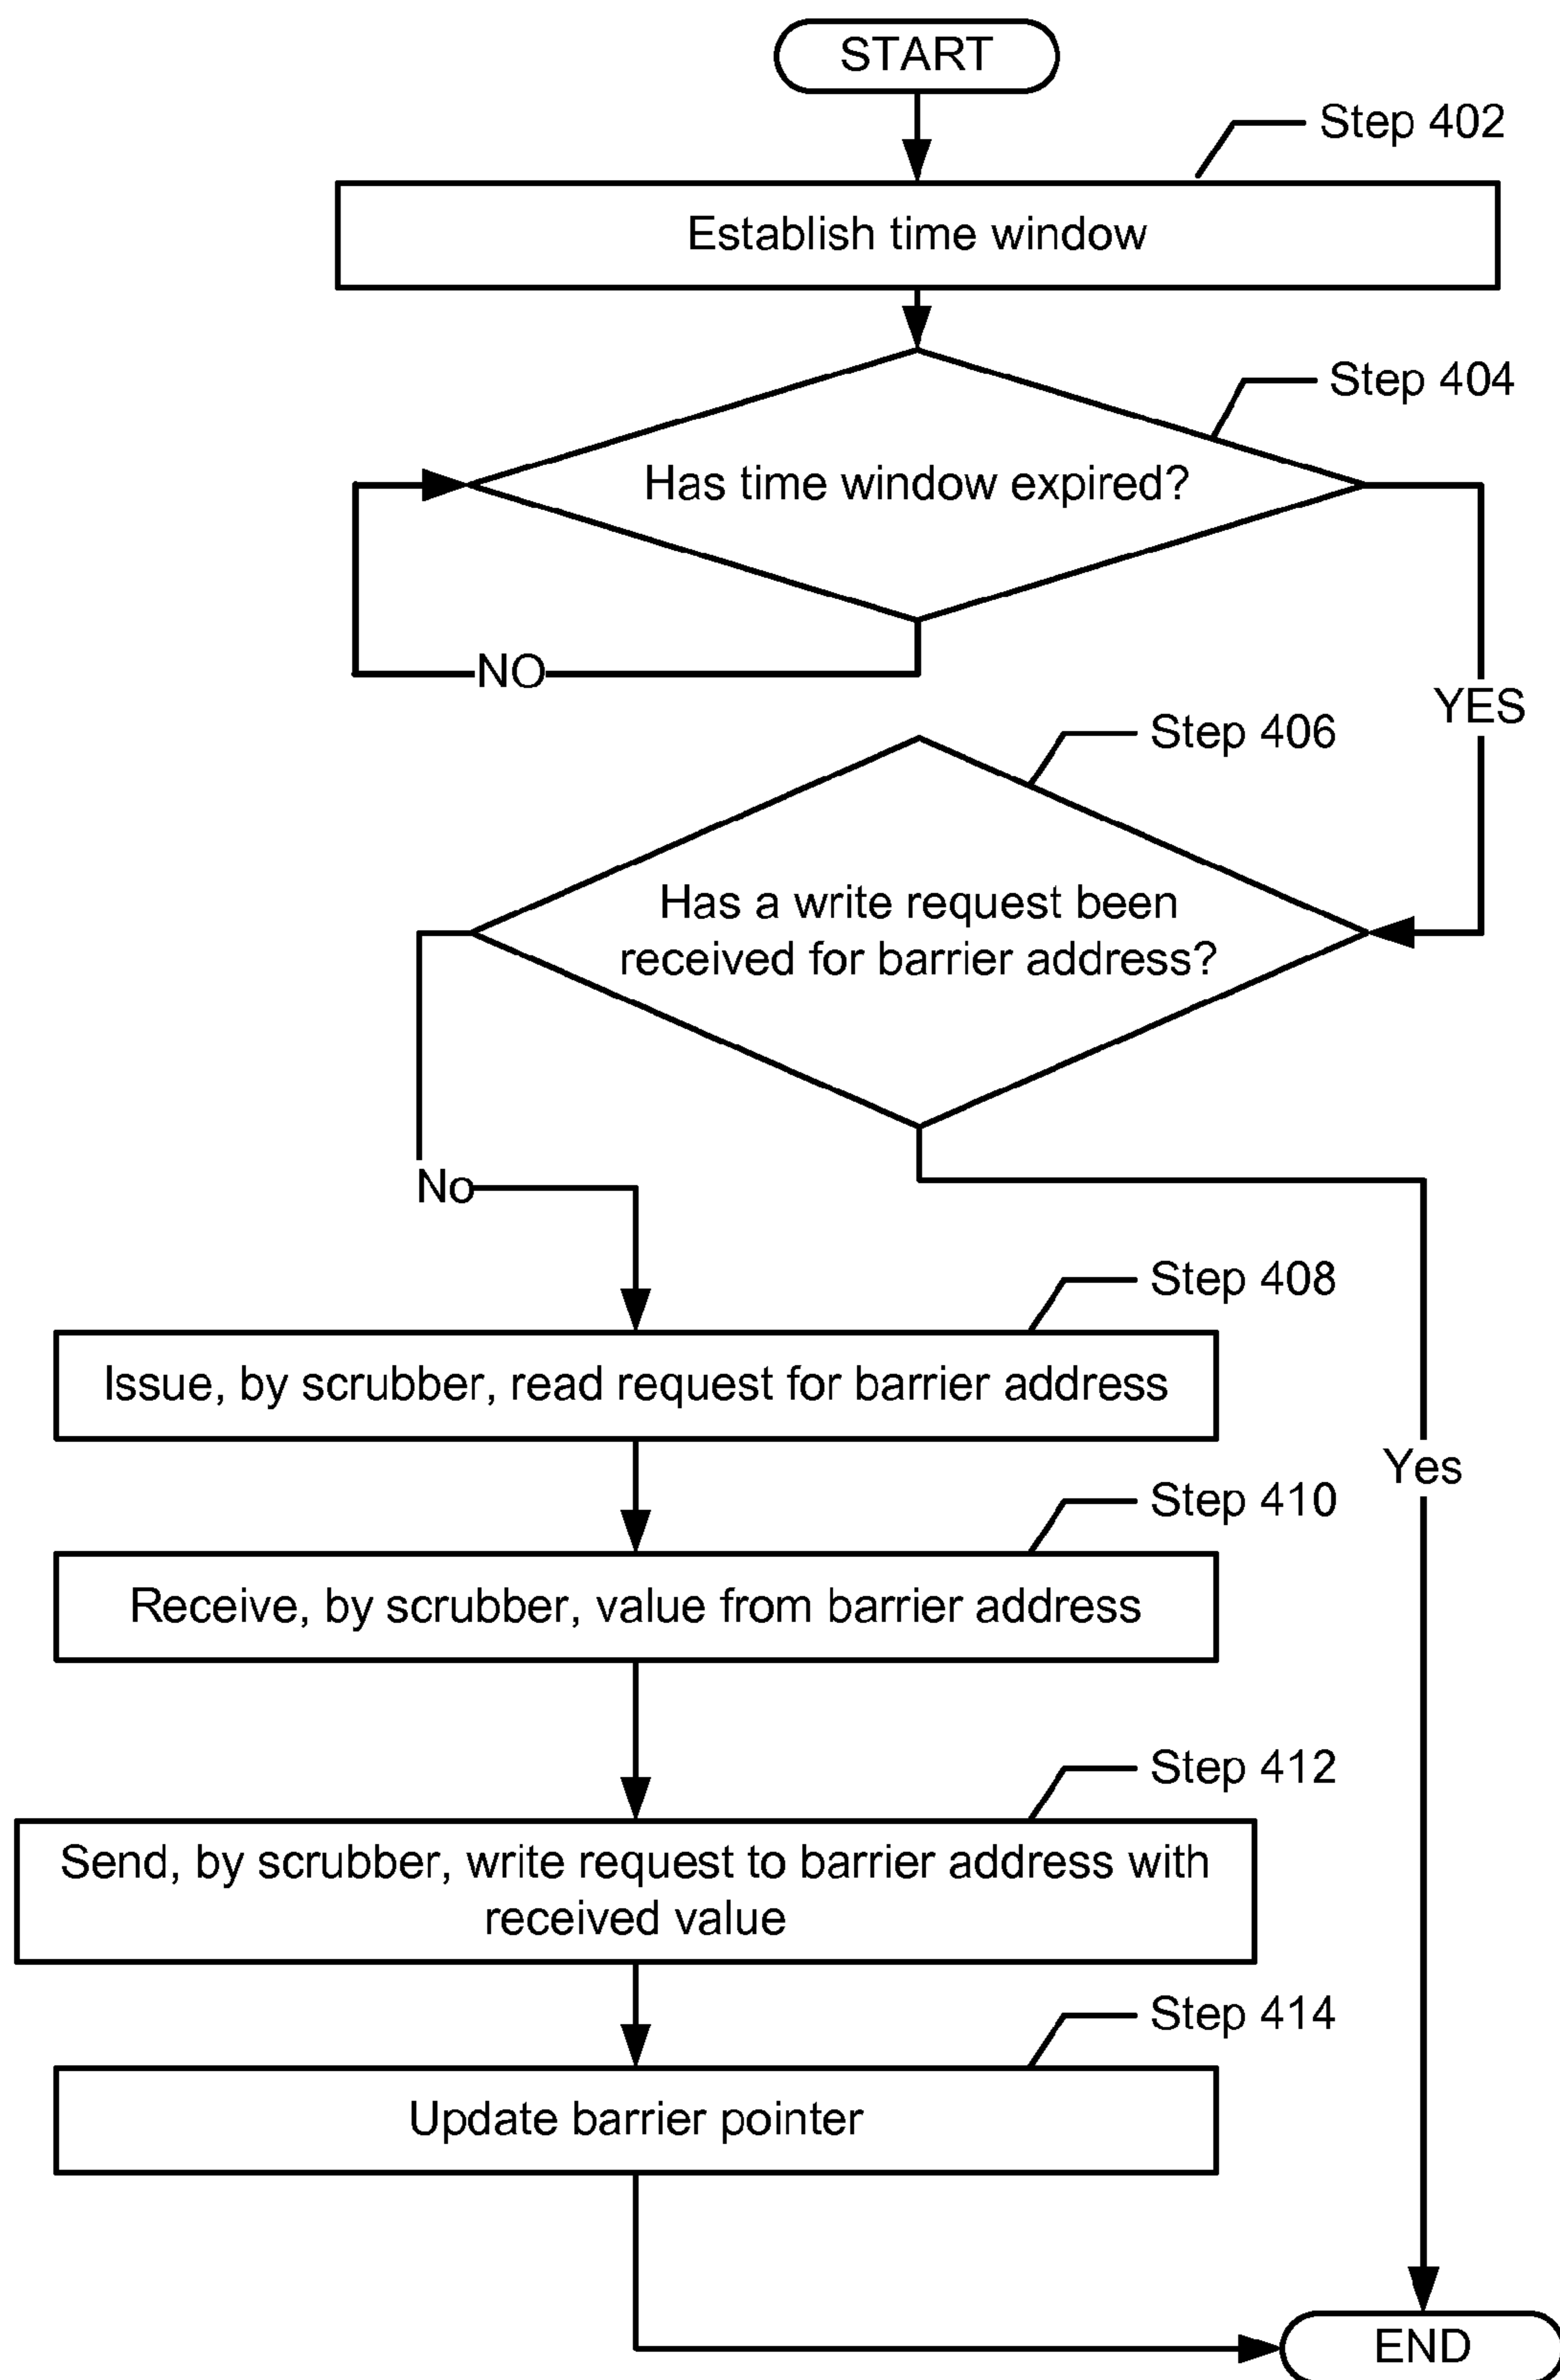 START
Step 402
Establish time window
Step 404
Has time window expired?
NO
YES
Step 406
Has a write request been
received for barrier address?
No
Step 408
Issue, by scrubber, read request for barrier address
Yes
Step 410
Receive, by scrubber, value from barrier address
Step 412
Send, by scrubber, write request to barrier address with
received value
Step 414
Update barrier pointer
END